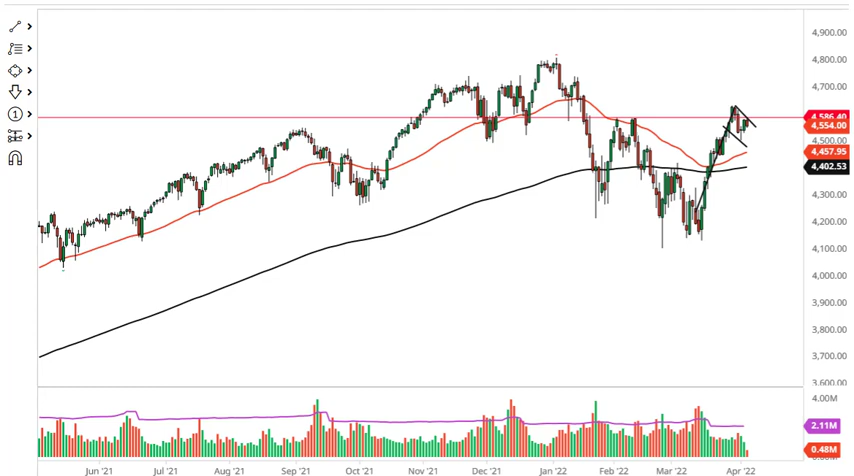 4,900.00
4,800.00
4,700.00
4,586.40
4,554.00
4,500.00
4,457.95
4,402.53
4,300.00
4,200.00
4,100.00
4,000.00
3,900.00
3,800.00
3,700.00
3,600.00
4.00M
2.11M
0.48M
Jun '21
Jul '21
Aug '21
Sep '21
Oct '21
Nov '21
Dec '21
Jan '22
Feb '22
Mar '22
Apr '22